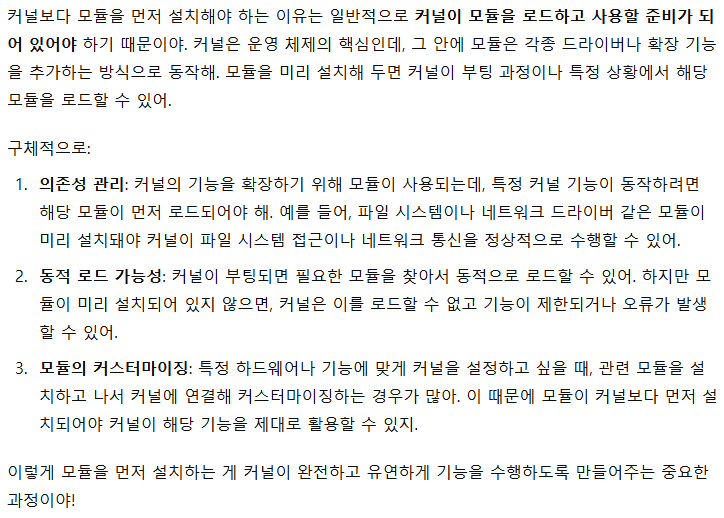 커널보다 모듈을 먼저 설치해야 하는 이유는 일반적으로 커널이 모듈을 로드하고 사용할 준비가 되
어 있어야 하기 때문이야. 커널은 운영 체제의 핵심인데, 그 안에 모듈은 각종 드라이버나 확장 기능
을 추가하는 방식으로 동작해. 모듈을 미리 설치해 두면 커널이 부팅 과정이나 특정 상황에서 해당
모듈을 로드할 수 있어.
구체적으로:
1. 의존성 관리: 커널의 기능을 확장하기 위해 모듈이 사용되는데, 특정 커널 기능이 동작하려면
해당 모듈이 먼저 로드되어야 해. 예를 들어, 파일 시스템이나 네트워크 드라이버 같은 모듈이
미리 설치돼야 커널이 파일 시스템 접근이나 네트워크 통신을 정상적으로 수행할 수 있어.
2. 동적 로드 가능성: 커널이 부팅되면 필요한 모듈을 찾아서 동적으로 로드할 수 있어. 하지만 모
듈이 미리 설치되어 있지 않으면, 커널은 이를 로드할 수 없고 기능이 제한되거나 오류가 발생
할 수 있어.
3. 모듈의 커스터마이징: 특정 하드웨어나 기능에 맞게 커널을 설정하고 싶을 때, 관련 모듈을 설
치하고 나서 커널에 연결해 커스터마이징하는 경우가 많아. 이 때문에 모듈이 커널보다 먼저 설
치되어야 커널이 해당 기능을 제대로 활용할 수 있지.
이렇게 모듈을 먼저 설치하는 게 커널이 완전하고 유연하게 기능을 수행하도록 만들어주는 중요한
과정이야!